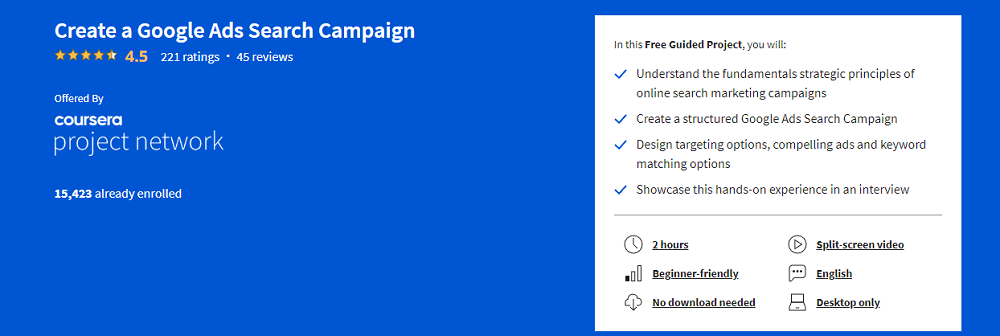 Create a Google Ads Search Campaign
4.5 221 ratings · 45 reviews
Offered By
coursera
project network
15,423 already enrolled
In this Free Guided Project, you will:
Understand the fundamentals strategic principles of
online search marketing campaigns
Create a structured Google Ads Search Campaign
Design targeting options, compelling ads and keyword
matching options
Showcase this hands-on experience in an interview
2 hours
Split-screen video
Beginner-friendly
English
No download needed
Desktop only